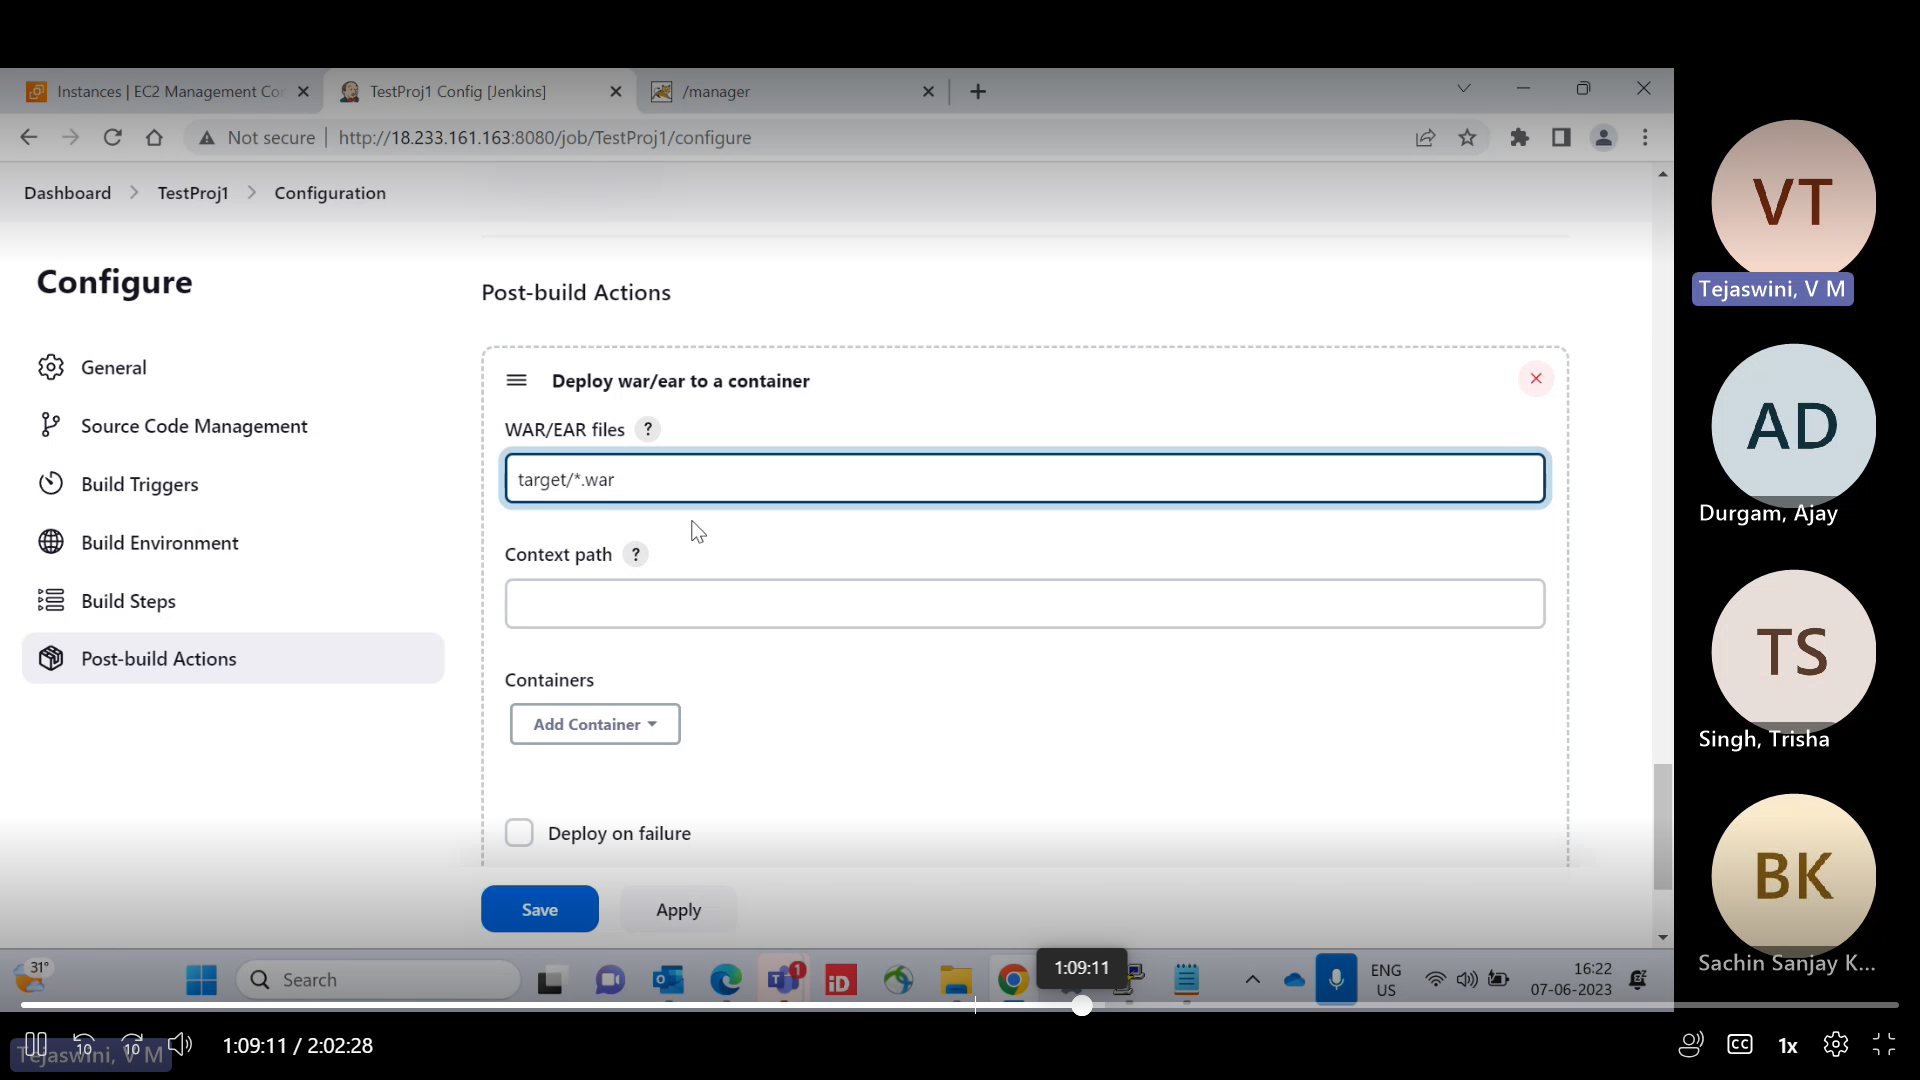 Instances | EC2 Management Co
TestProj1 Config [Jenkins]
/manager
Not secure
http://18.233.161.163:8080/job/TestProj1/configure
Dashboard
TestProj1
Configuration
Configure
General
Source Code Management
Build Triggers
Build Environment
Build Steps
Post-build Actions
Post-build Actions
Deploy war/ear to a container
WAR/EAR files ?
target/*.war
Context path ?
Containers
Add Container
Deploy on failure
Save
Apply
VT
Tejaswini, V M
AD
Durgam, Ajay
TS
Singh, Trisha
BK
Sachin Sanjay K...
31°
Search
1
iD
1:09:11
ENG
US
16:22
07-06-2023
Tejaswini, V M
10
10
1:09:11 / 2:02:28
CC
1x